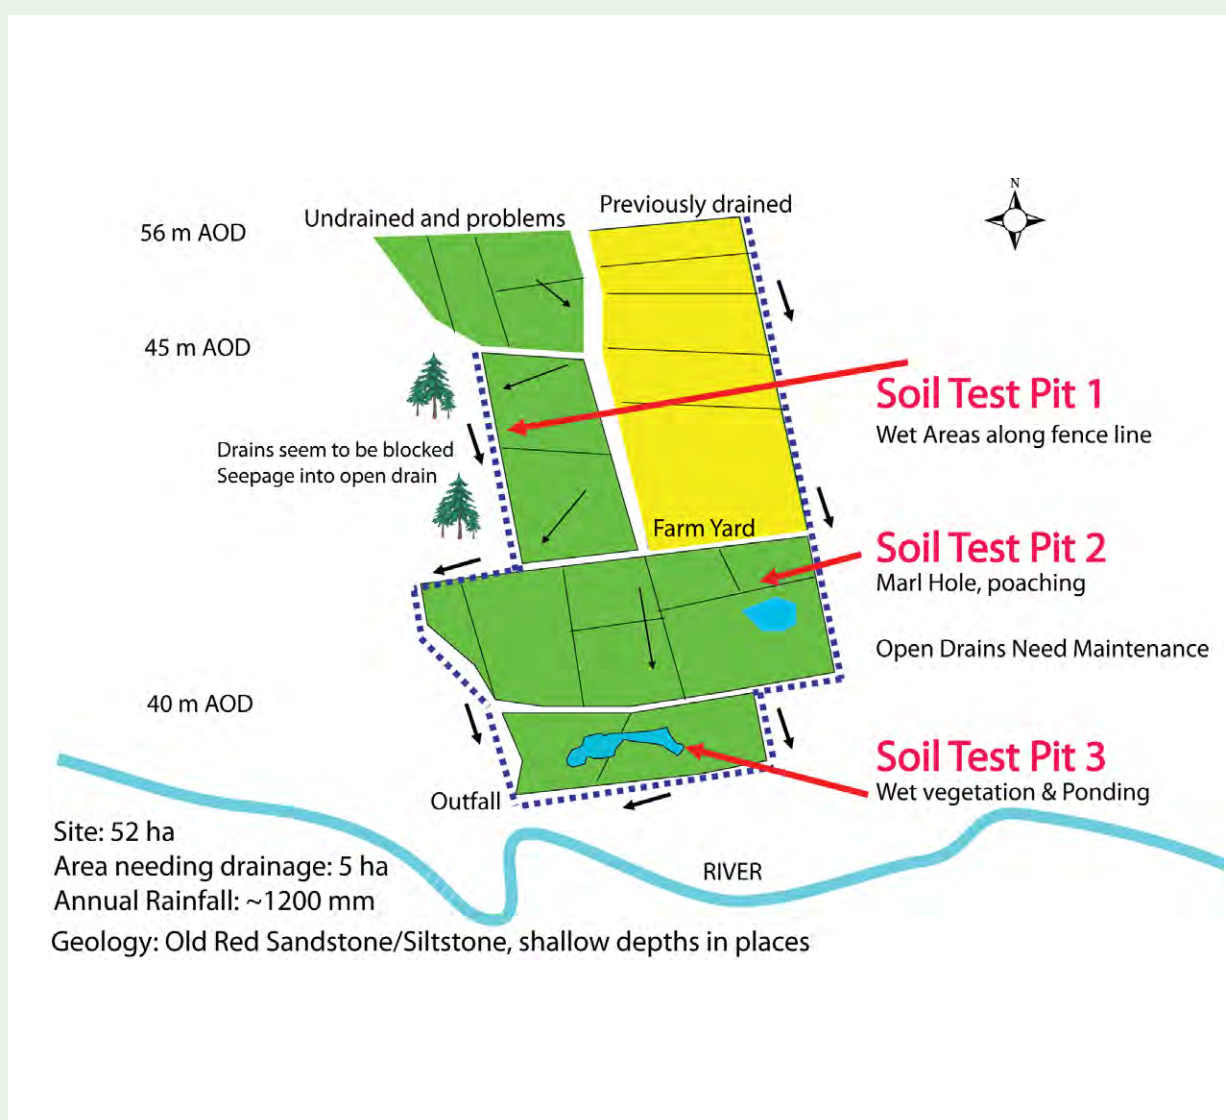 N
Previously drained
Undrained and problems
56 m AOD
45 m AOD
Soil Test Pit 1
Wet Areas along fence line
Drains seem to be blocked
Seepage into open drain
Farm Yard
Soil Test Pit 2
Marl Hole, poaching
Open Drains Need Maintenance
40 m AOD
Soil Test Pit 3
Wet vegetation & Ponding
Outfall
Site: 52 ha
Area needing drainage: 5 ha
Annual Rainfall: ~1200 mm
RIVER
Geology: Old Red Sandstone/Siltstone, shallow depths in places